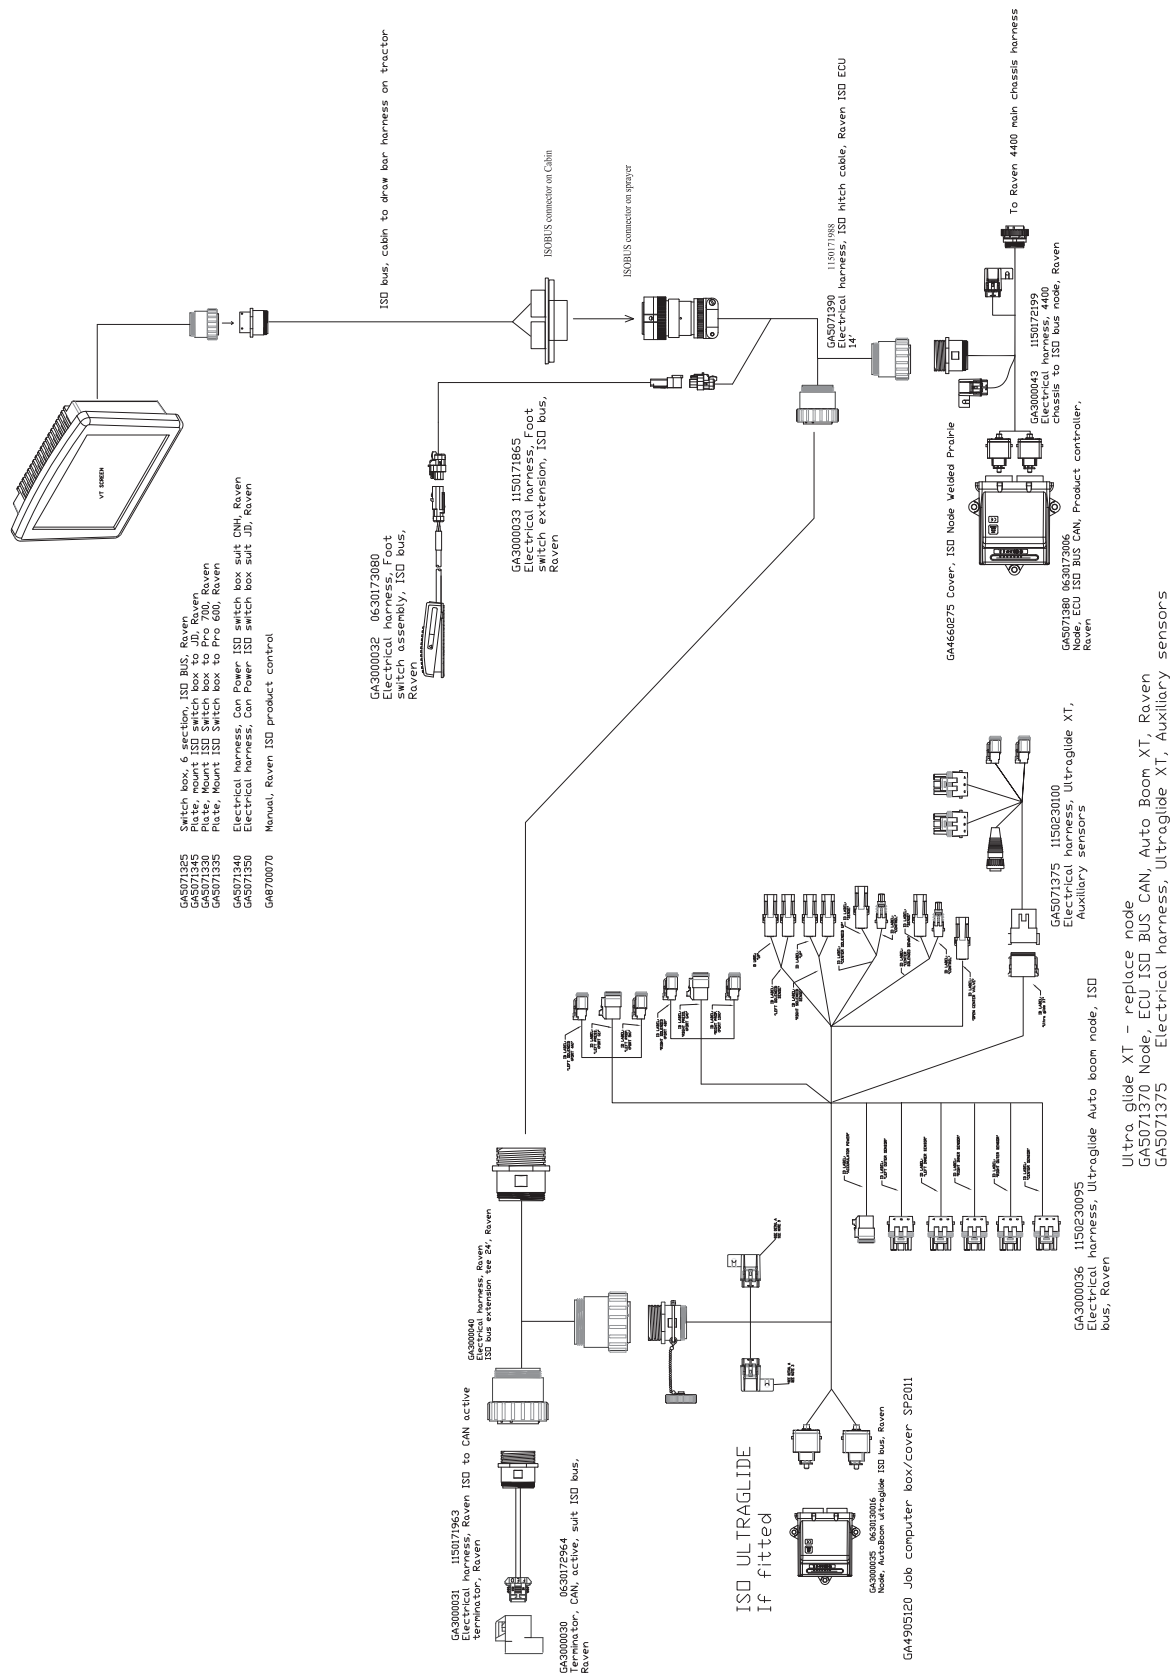 VT SCREEN
GA5071325 Switch box, 6 section, ISO BUS, Raven
GA5071345 Plate, mount ISO switch box to JD, Raven
GA5071330 Plate, Mount ISO Switch box to Pro 700, Raven
GA5071335 Plate, Mount ISO Switch box to Pro 600, Raven
GA5071340 Electrical harness, Can Power ISO switch box suit CNH, Raven
GA5071350 Electrical harness, Can Power ISO switch box suit JD, Raven
GA8700070 Manual, Raven ISO product control
ISO bus, cabin to draw bar harness on tractor
GA3000032 0630173080
Electrical harness, Foot
switch assembly, ISO bus,
Raven
GA3000033 1150171865
Electrical harness, Foot
switch extension, ISO bus,
Raven
ISOBUS connector on Cabin
ISOBUS connector on sprayer
GA5071390 1150171988
Electrical harness, ISO hitch cable, Raven ISO ECU
14'
GA4660275 Cover, ISO Node Welded Prairie
To Raven 4400 main chassis harness
GA3000043 1150172199
Electrical harness, 4400
chassis to ISO bus node, Raven
GA5071380 0630173006
Node, ECU ISO BUS CAN, Product controller,
Raven
GA3000031 1150171963
Electrical harness, Raven ISO to CAN active
terminator, Raven
GA3000030 0630172964
Terminator, CAN, active, suit ISO bus,
Raven
GA3000040
Electrical harness, Raven
ISO bus extension tee 24', Raven
ISO ULTRAGLIDE
If fitted
GA3000035 0630130016
Node, AutoBoom ultraglide ISO bus, Raven
GA4905120 Job computer box/cover SP2011
GA3000036 1150230095
Electrical harness, Ultraglide Auto boom node, ISO
bus, Raven
GA5071375 1150230100
Electrical harness, Ultraglide XT,
Auxiliary sensors
Ultra glide XT - replace node
GA5071370 Node, ECU ISO BUS CAN, Auto Boom XT, Raven
GA5071375 Electrical harness, Ultraglide XT, Auxiliary sensors